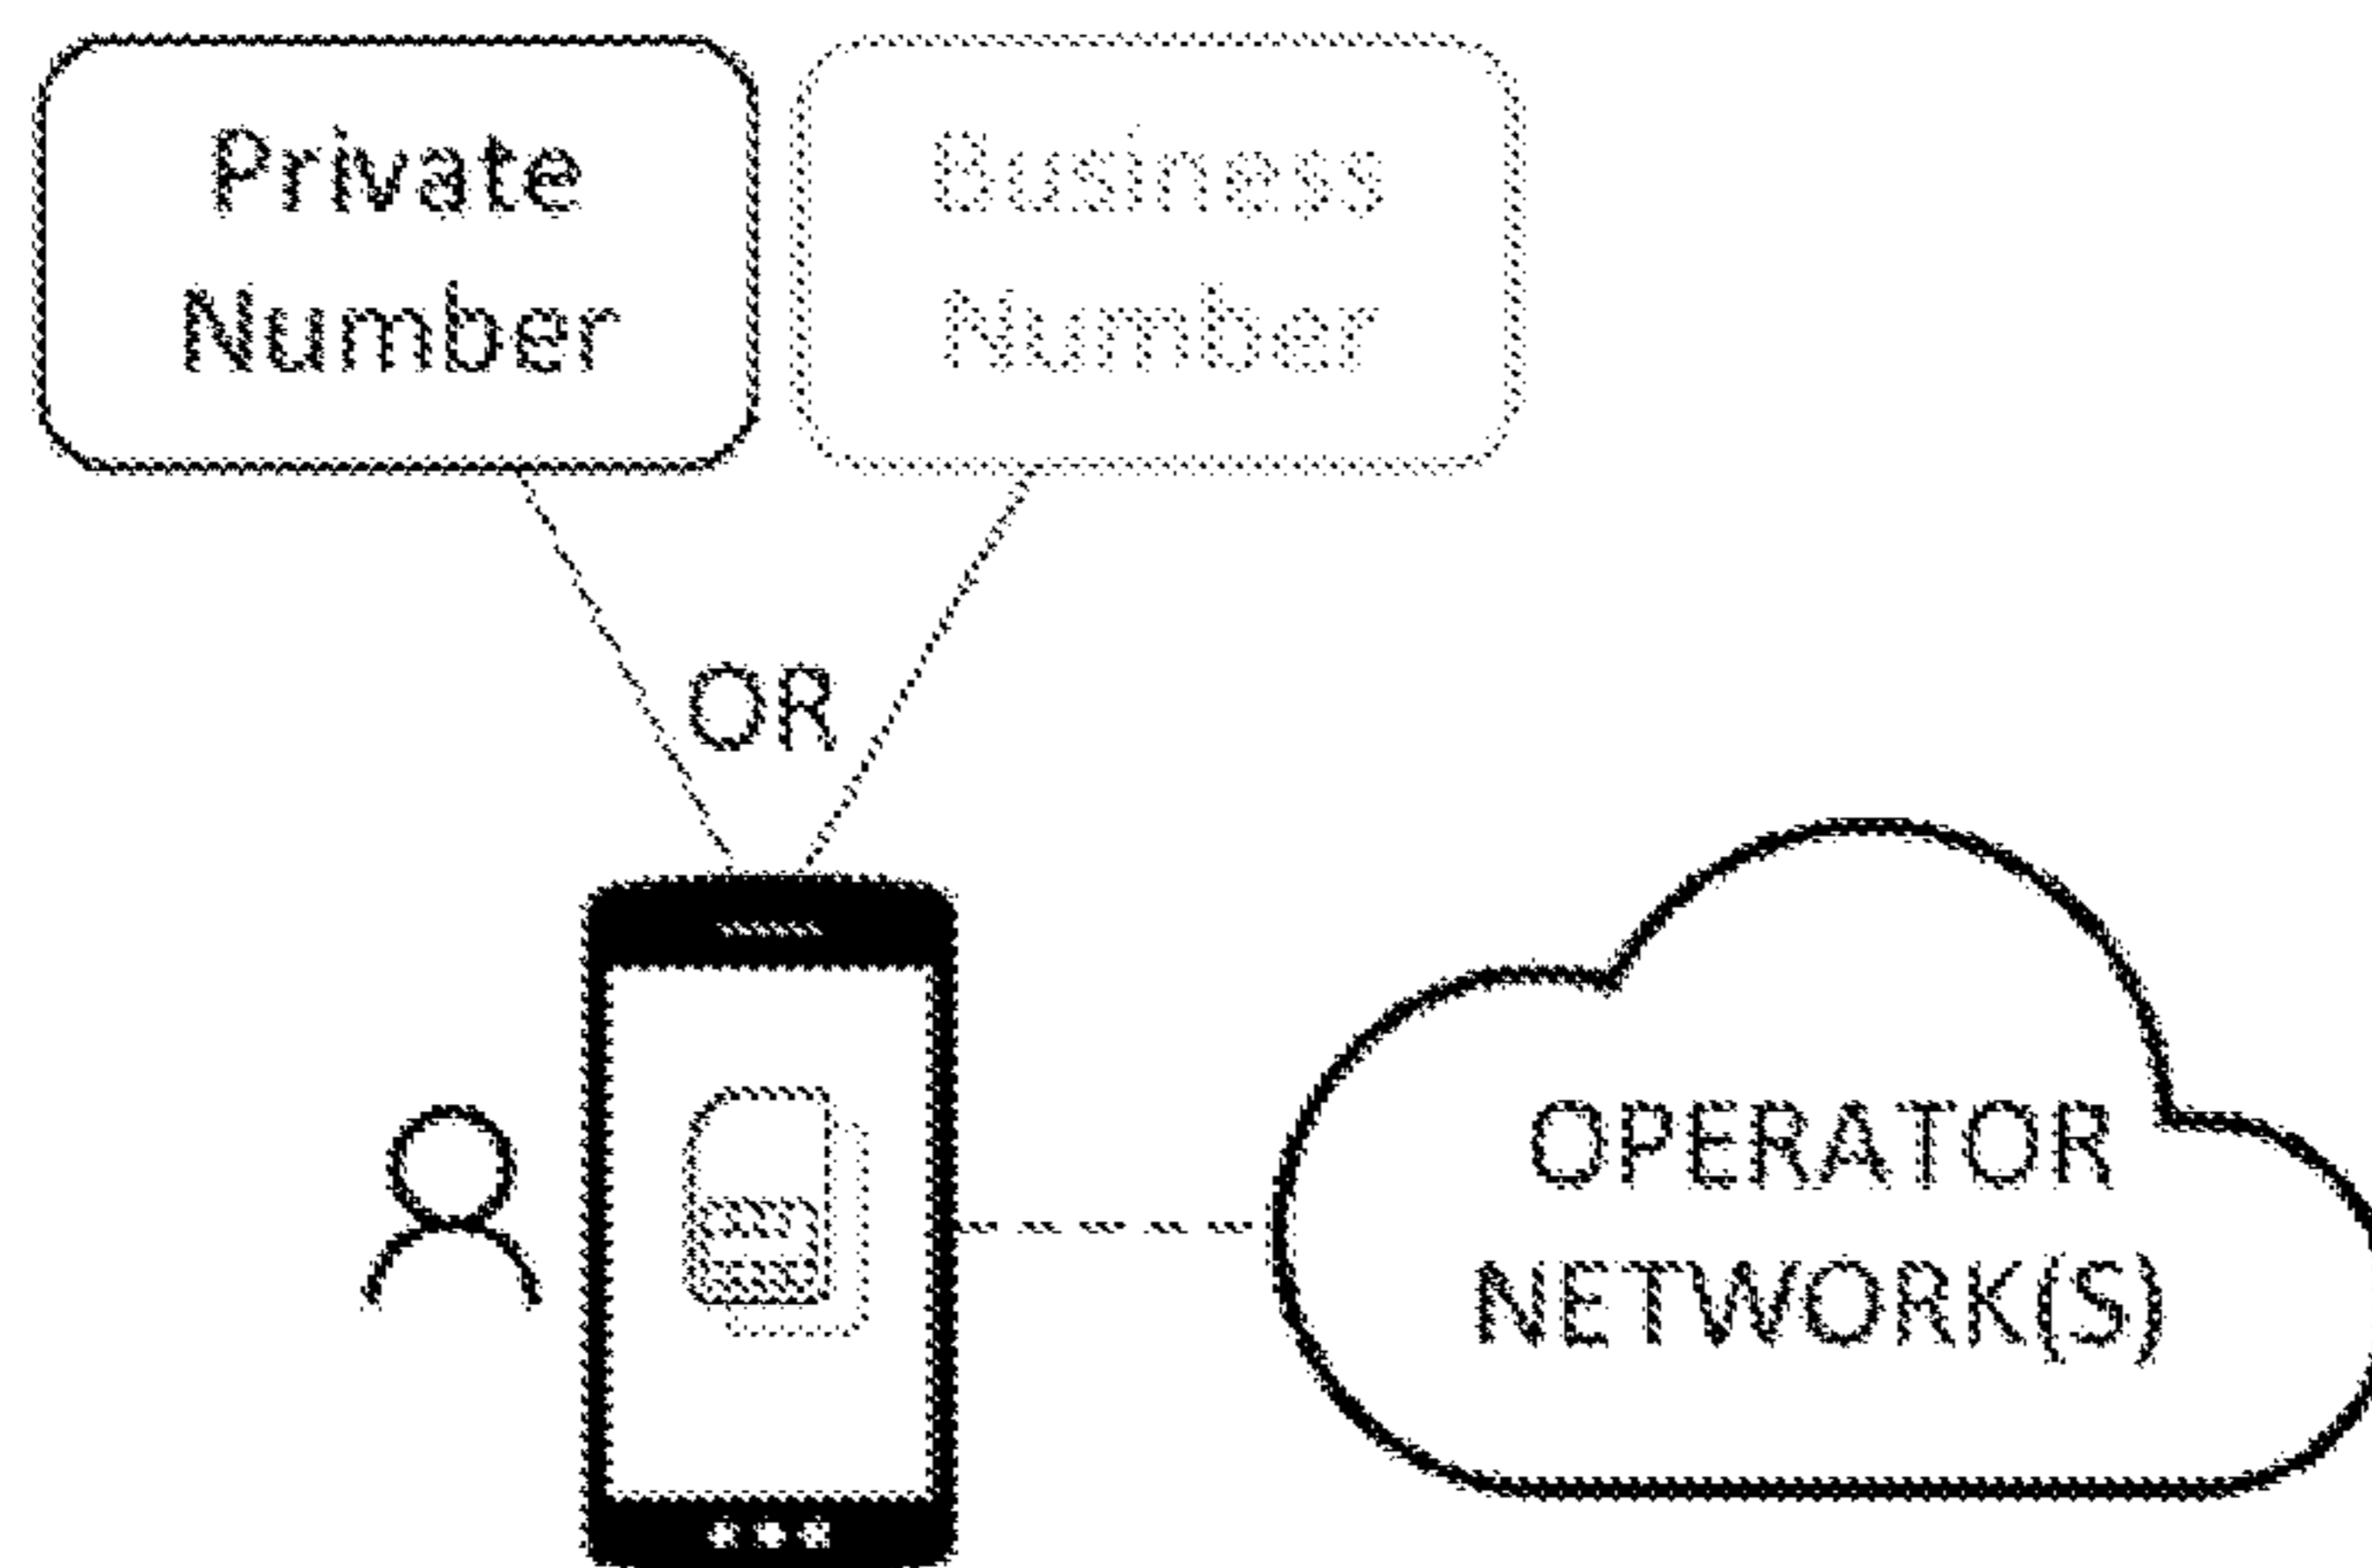 Private
Number
Business
Number
OR
OPERATOR
NETWORK(S)